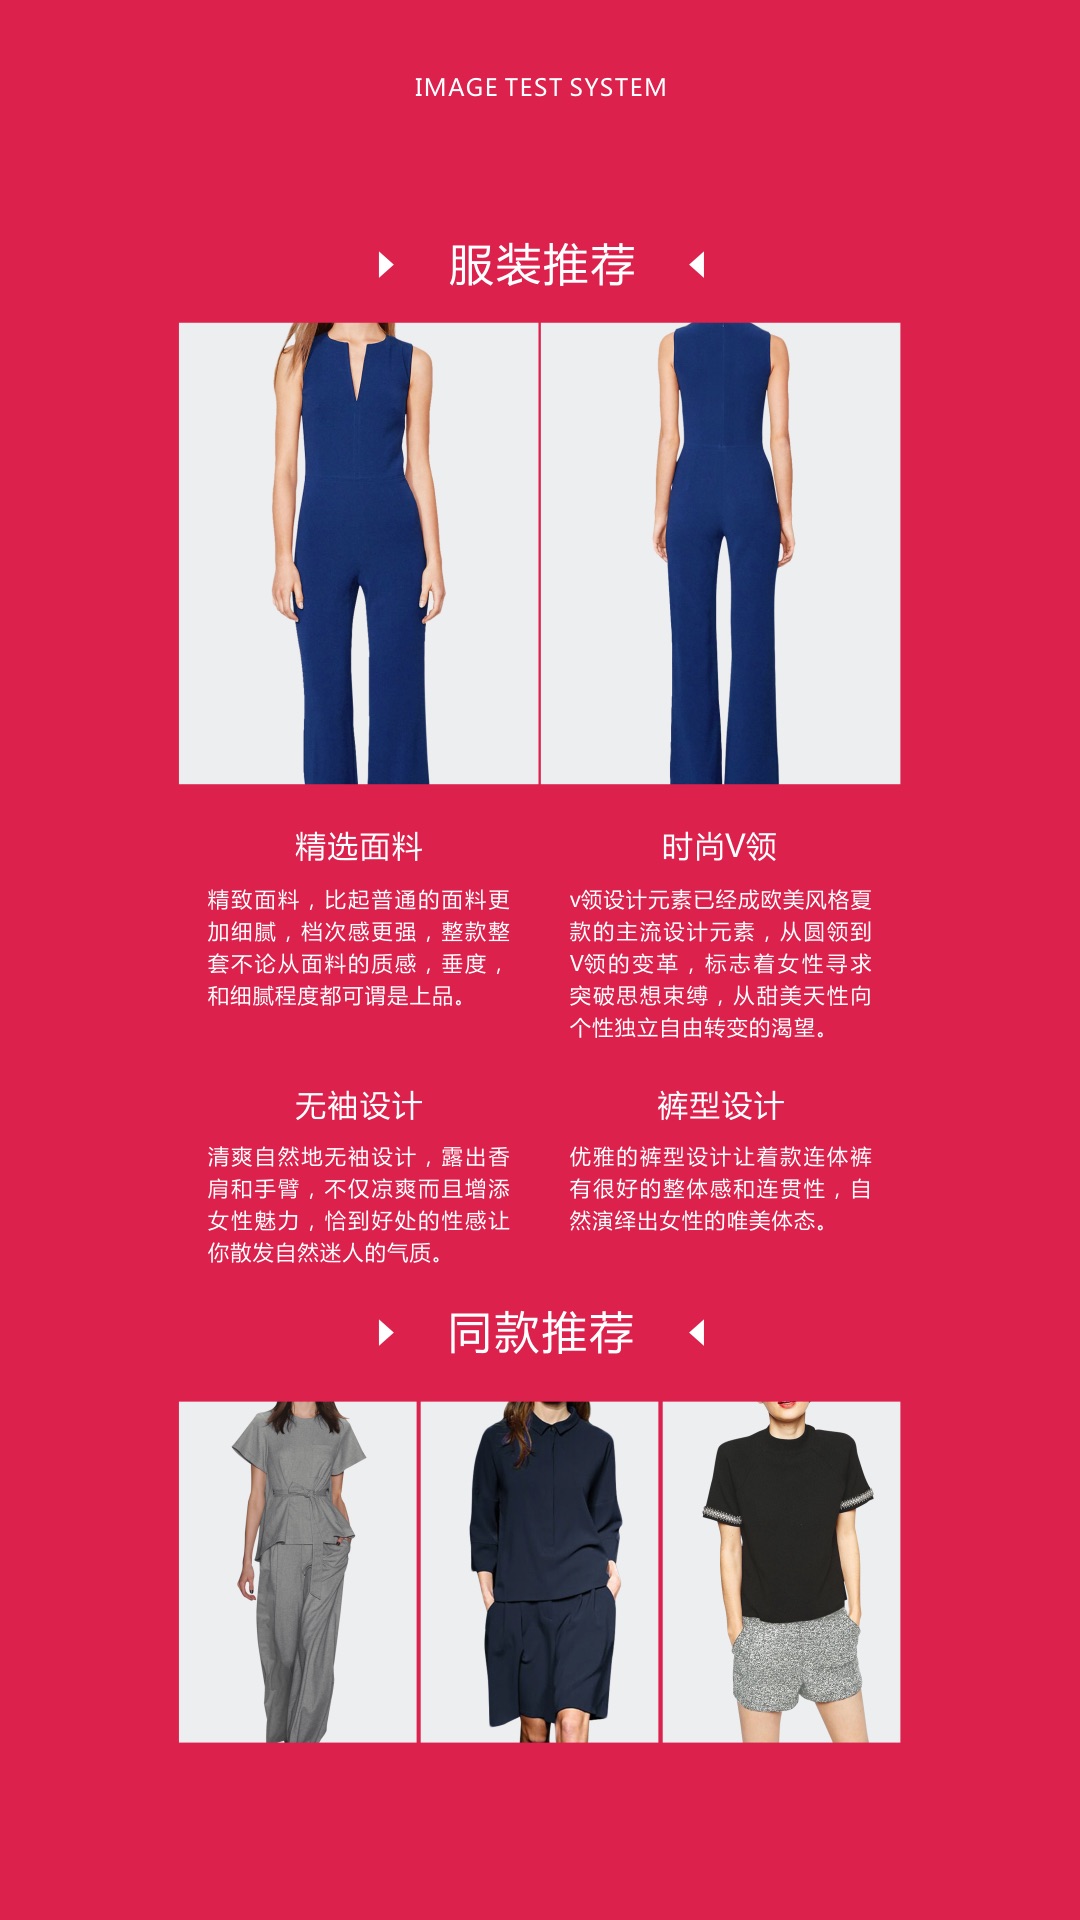 IMAGE TEST SYSTEM
服装推荐
精选面料
精致面料，比起普通的面料更
加细腻，档次感更强，整款整
套不论从面料的质感，垂度，
和细腻程度都可谓是上品。
时尚V领
v领设计元素已经成欧美风格夏
款的主流设计元素，从圆领到
V领的变革，标志着女性寻求
突破思想束缚，从甜美天性向
个性独立自由转变的渴望。
无袖设计
清爽自然地无袖设计，露出香
肩和手臂，不仅凉爽而且增添
女性魅力，恰到好处的性感让
你散发自然迷人的气质。
裤型设计
优雅的裤型设计让着款连体裤
有很好的整体感和连贯性，自
然演绎出女性的唯美体态。
同款推荐